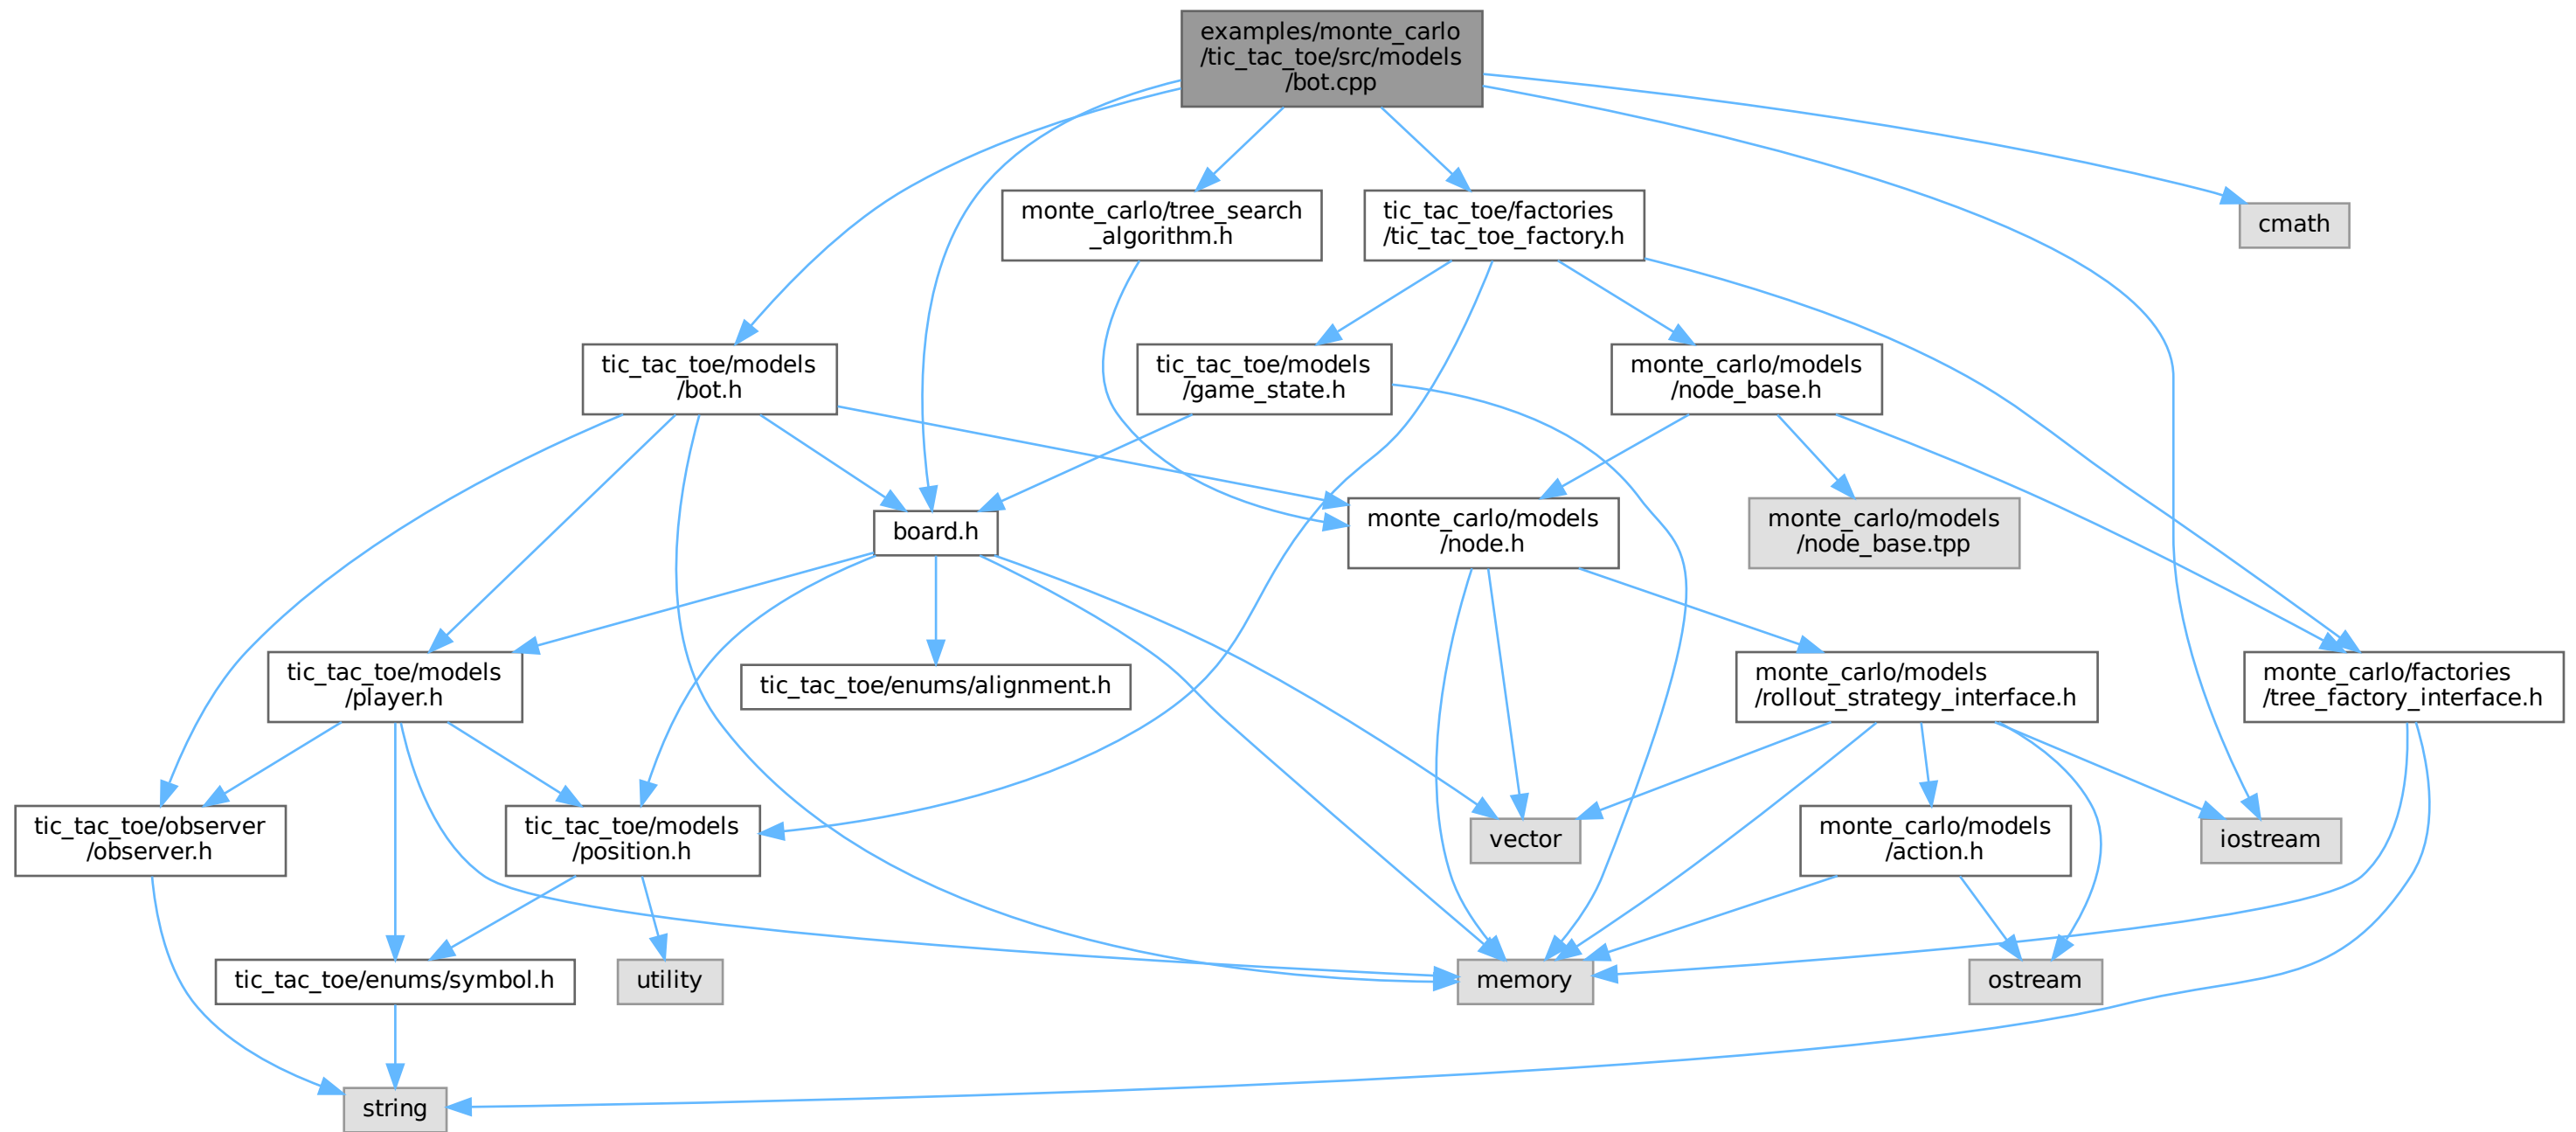 examples/monte_carlo
/tic_tac_toe/src/models
/bot.cpp
monte_carlo/tree_search
_algorithm.h
tic_tac_toe/factories
/tic_tac_toe_factory.h
cmath
tic_tac_toe/models
/bot.h
tic_tac_toe/models
/game_state.h
monte_carlo/models
/node_base.h
board.h
monte_carlo/models
/node.h
monte_carlo/models
/node_base.tpp
tic_tac_toe/models
/player.h
tic_tac_toe/enums/alignment.h
monte_carlo/models
/rollout_strategy_interface.h
monte_carlo/factories
/tree_factory_interface.h
tic_tac_toe/observer
/observer.h
tic_tac_toe/models
/position.h
vector
monte_carlo/models
/action.h
iostream
tic_tac_toe/enums/symbol.h
utility
memory
ostream
string